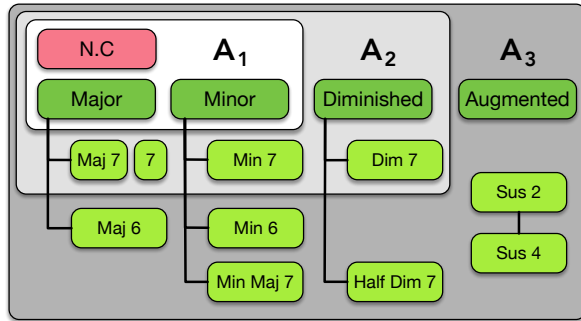 N.C A1 A2 A3
Major Minor Diminished Augmented
Maj 7 7 Min 7 Dim 7
Sus 2
Maj 6 Min 6
Sus 4
Min Maj 7 Half Dim 7